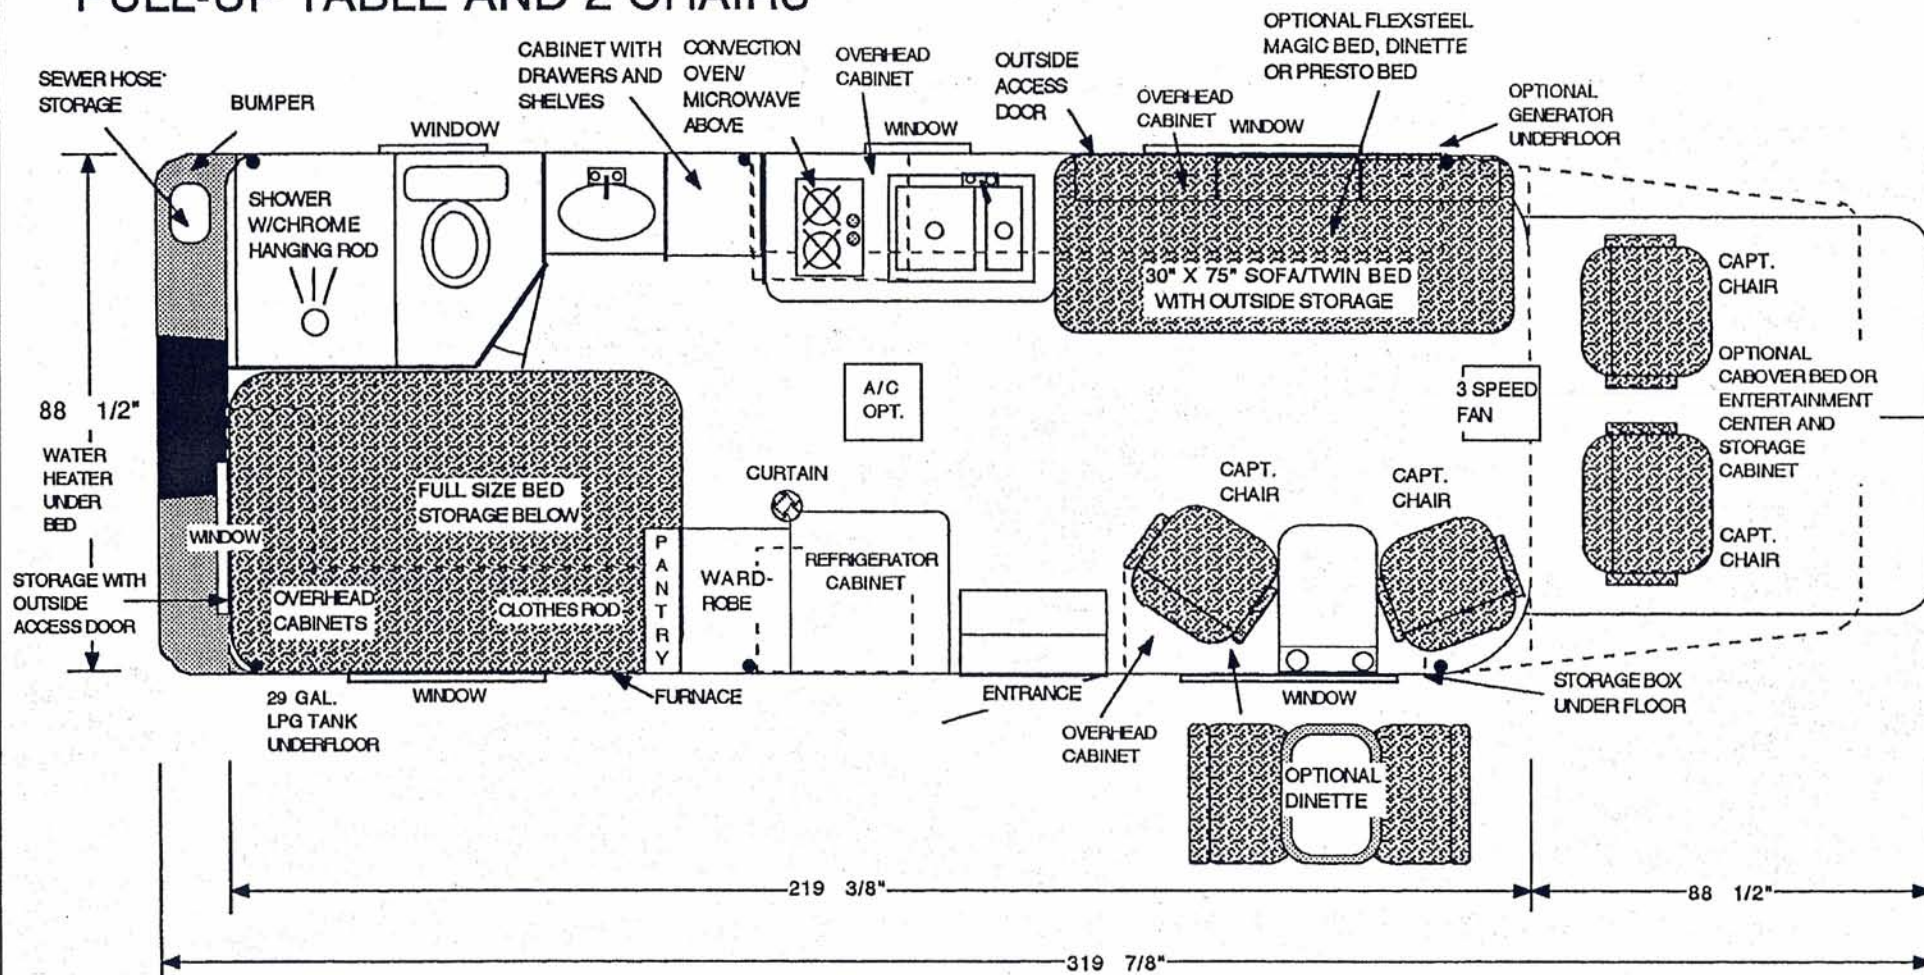 PULL-UP TABLE AND 2 CHAIRS
SEWER HOSE
STORAGE
BUMPER
WINDOW
CABINET WITH
DRAWERS AND
SHELVES
CONVECTION
OVEN/
MICROWAVE
ABOVE
OVERHEAD
CABINET
WINDOW
OUTSIDE
ACCESS
DOOR
OVERHEAD
CABINET
WINDOW
OPTIONAL FLEXSTEEL
MAGIC BED, DINETTE
OR PRESTO BED
OPTIONAL
GENERATOR
UNDERFLOOR
SHOWER
W/CHROME
HANGING ROD
30" X 75" SOFA/TWIN BED
WITH OUTSIDE STORAGE
CAPT.
CHAIR
88 1/2"
WATER
HEATER
UNDER
BED
A/C
OPT.
3 SPEED
FAN
OPTIONAL
CABOVER BED OR
ENTERTAINMENT
CENTER AND
STORAGE
CABINET
CURTAIN
CAPT.
CHAIR
CAPT.
CHAIR
FULL SIZE BED
STORAGE BELOW
WINDOW
CAPT.
CHAIR
STORAGE WITH
OUTSIDE
ACCESS DOOR
OVERHEAD
CABINETS
CLOTHES ROD
PANTRY
WARD-
ROBE
REFRIGERATOR
CABINET
29 GAL.
LPG TANK
UNDERFLOOR
WINDOW
FURNACE
ENTRANCE
OVERHEAD
CABINET
WINDOW
STORAGE BOX
UNDER FLOOR
OPTIONAL
DINETTE
219 3/8"
88 1/2"
319 7/8"